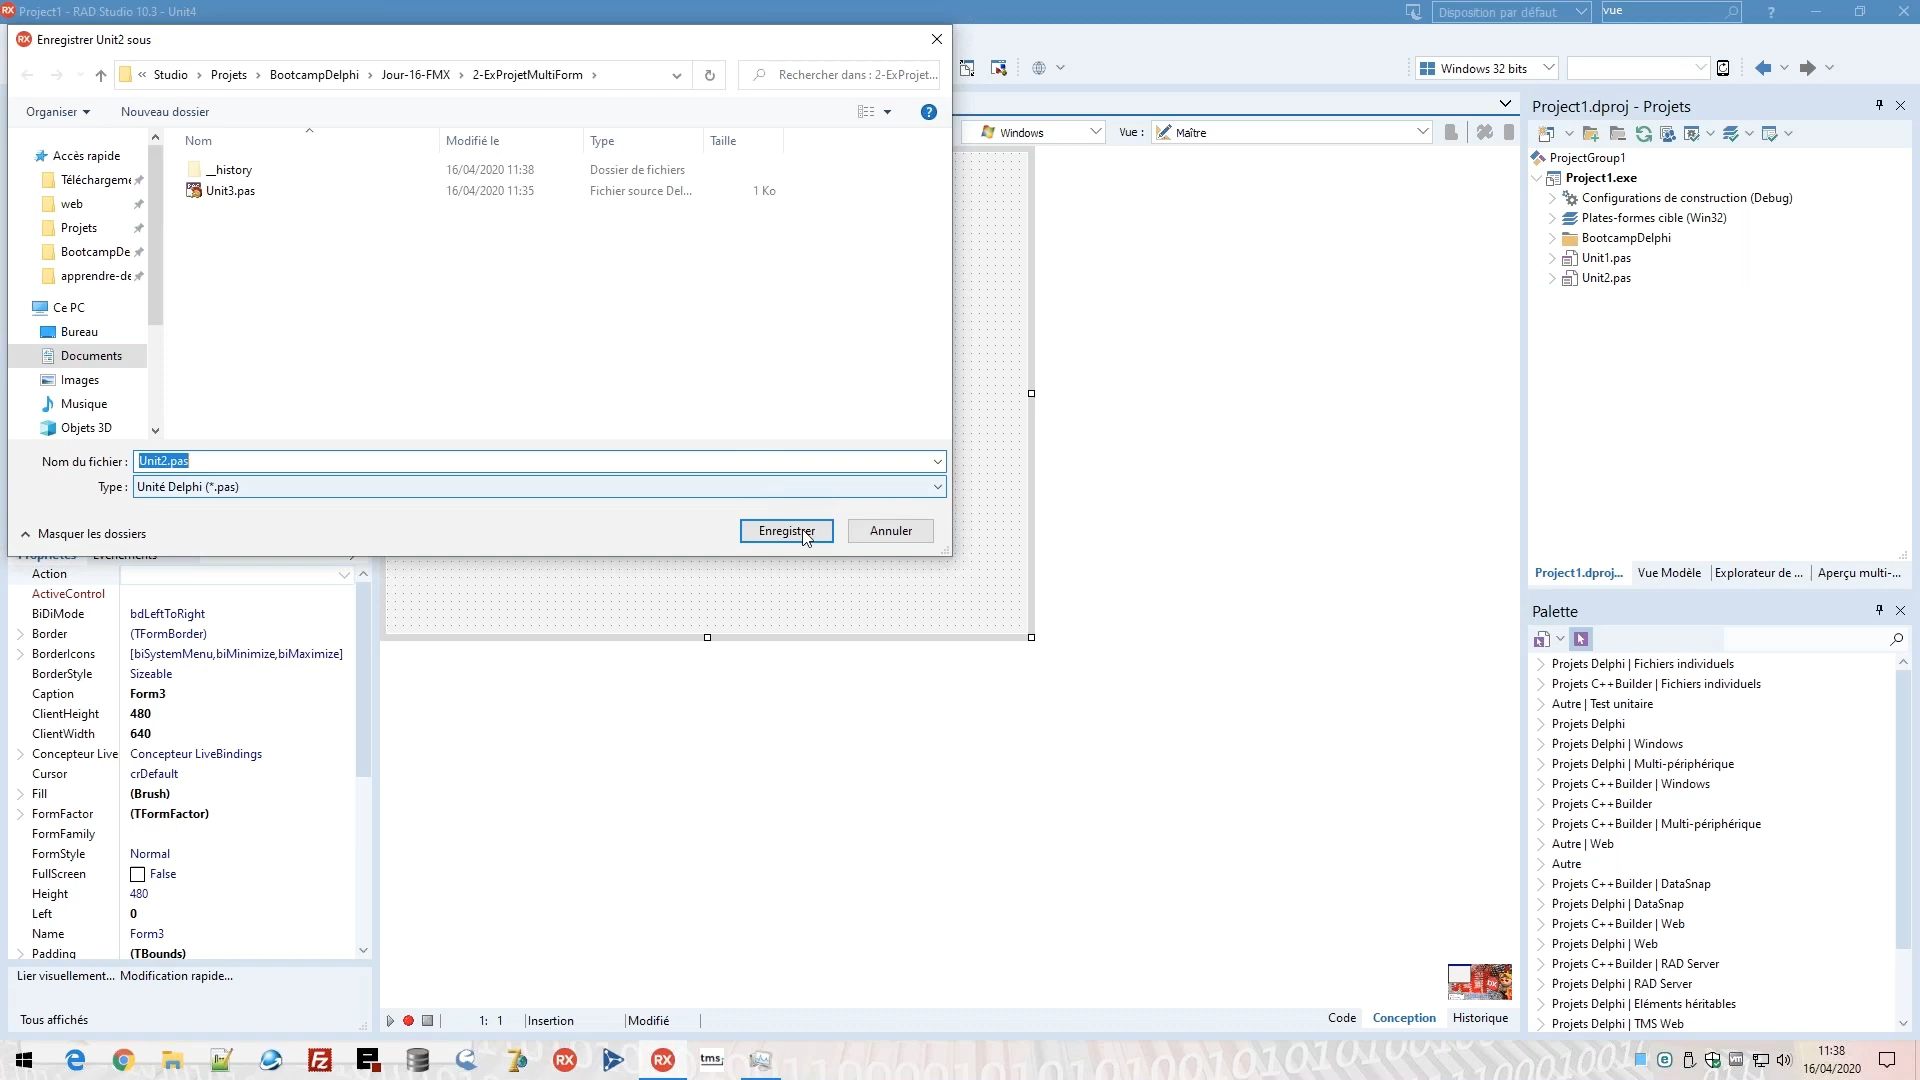 Project1 - RAD Studio 10.3 - Unit4
Disposition par défaut
vue
Enregistrer Unit2 sous
« Studio › Projets › BootcampDelphi › Jour-16-FMX › 2-ExProjetMultiForm ›
Rechercher dans : 2-ExProjet...
Organiser
Nouveau dossier
Nom
Modifié le
Type
Taille
__history
16/04/2020 11:38
Dossier de fichiers
Unit3.pas
16/04/2020 11:35
Fichier source Del...
1 Ko
Accès rapide
Téléchargeme
web
Projets
BootcampDe
apprendre-de
Ce PC
Bureau
Documents
Images
Musique
Objets 3D
Nom du fichier :
Unit2.pas
Type :
Unité Delphi (*.pas)
Masquer les dossiers
Enregistrer
Annuler
Windows 32 bits
Windows
Vue :
Maître
Project1.dproj - Projets
ProjectGroup1
Project1.exe
Configurations de construction (Debug)
Plates-formes cible (Win32)
BootcampDelphi
Unit1.pas
Unit2.pas
Project1.dproj...
Vue Modèle
Explorateur de ...
Aperçu multi-...
Propriétés
Evénements
Action
ActiveControl
BiDiMode
bdLeftToRight
Border
(TFormBorder)
BorderIcons
[biSystemMenu,biMinimize,biMaximize]
BorderStyle
Sizeable
Caption
Form3
ClientHeight
480
ClientWidth
640
Concepteur Live
Concepteur LiveBindings
Cursor
crDefault
Fill
(Brush)
FormFactor
(TFormFactor)
FormFamily
FormStyle
Normal
FullScreen
False
Height
480
Left
0
Name
Form3
Padding
(TBounds)
Lier visuellement...
Modification rapide...
Tous affichés
1: 1
Insertion
Modifié
Code
Conception
Historique
Palette
Projets Delphi | Fichiers individuels
Projets C++Builder | Fichiers individuels
Autre | Test unitaire
Projets Delphi
Projets Delphi | Windows
Projets Delphi | Multi-périphérique
Projets C++Builder | Windows
Projets C++Builder
Projets C++Builder | Multi-périphérique
Autre | Web
Autre
Projets C++Builder | DataSnap
Projets Delphi | DataSnap
Projets C++Builder | Web
Projets Delphi | Web
Projets C++Builder | RAD Server
Projets Delphi | RAD Server
Projets Delphi | Eléments héritables
Projets Delphi | TMS Web
RX
RX
tms
11:38
16/04/2020